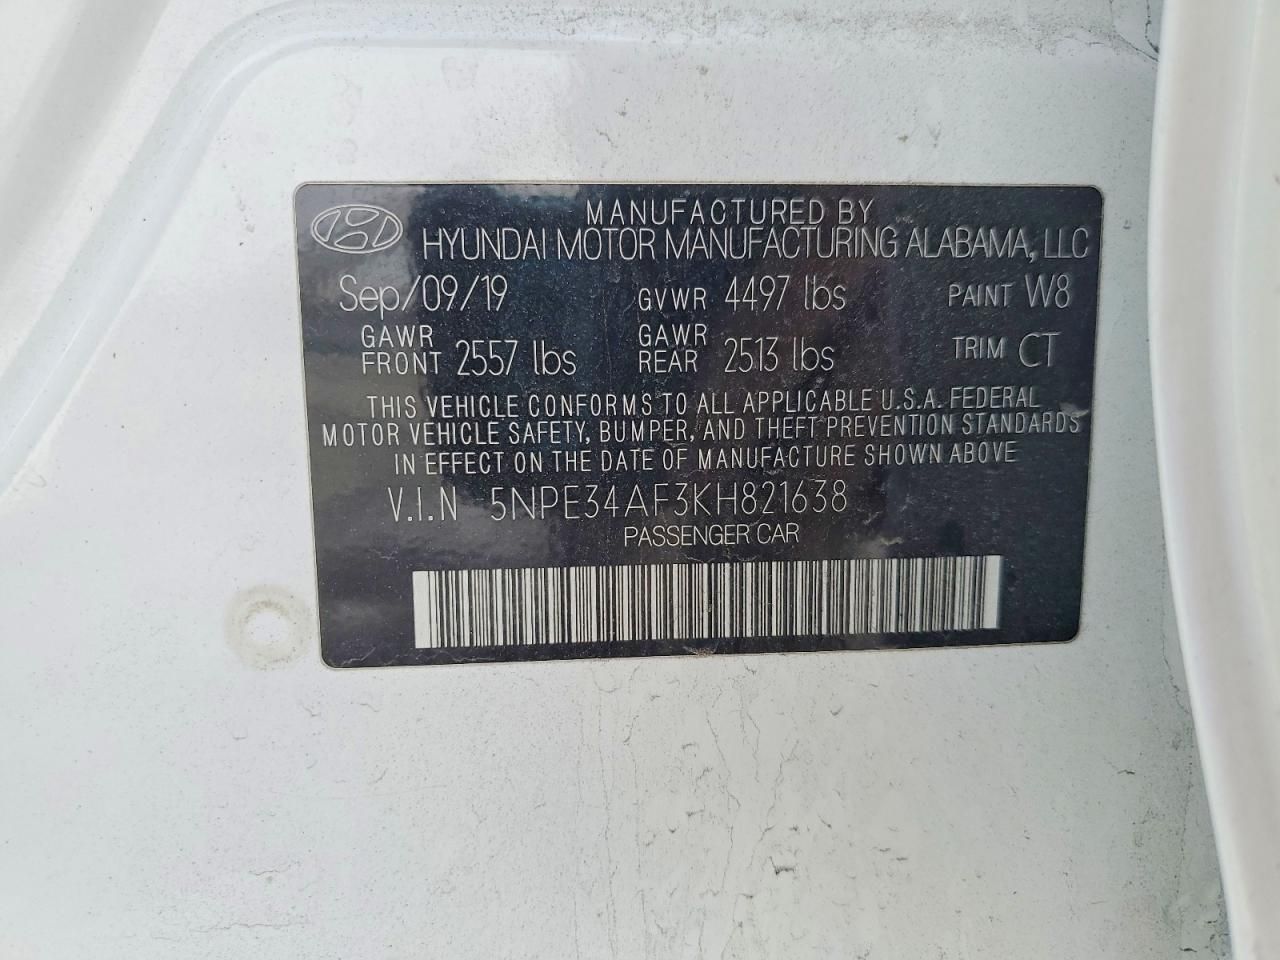 MANUFACTURED BY
HYUNDAI MOTOR MANUFACTURING ALABAMA, LLC
Sep/09/19 GVWR 4497 lbs PAINT W8
GAWR FRONT 2557 lbs GAWR REAR 2513 lbs TRIM CT
THIS VEHICLE CONFORMS TO ALL APPLICABLE U.S.A. FEDERAL
MOTOR VEHICLE SAFETY, BUMPER, AND THEFT PREVENTION STANDARDS
IN EFFECT ON THE DATE OF MANUFACTURE SHOWN ABOVE
V.I.N 5NPE34AF3KH821638
PASSENGER CAR